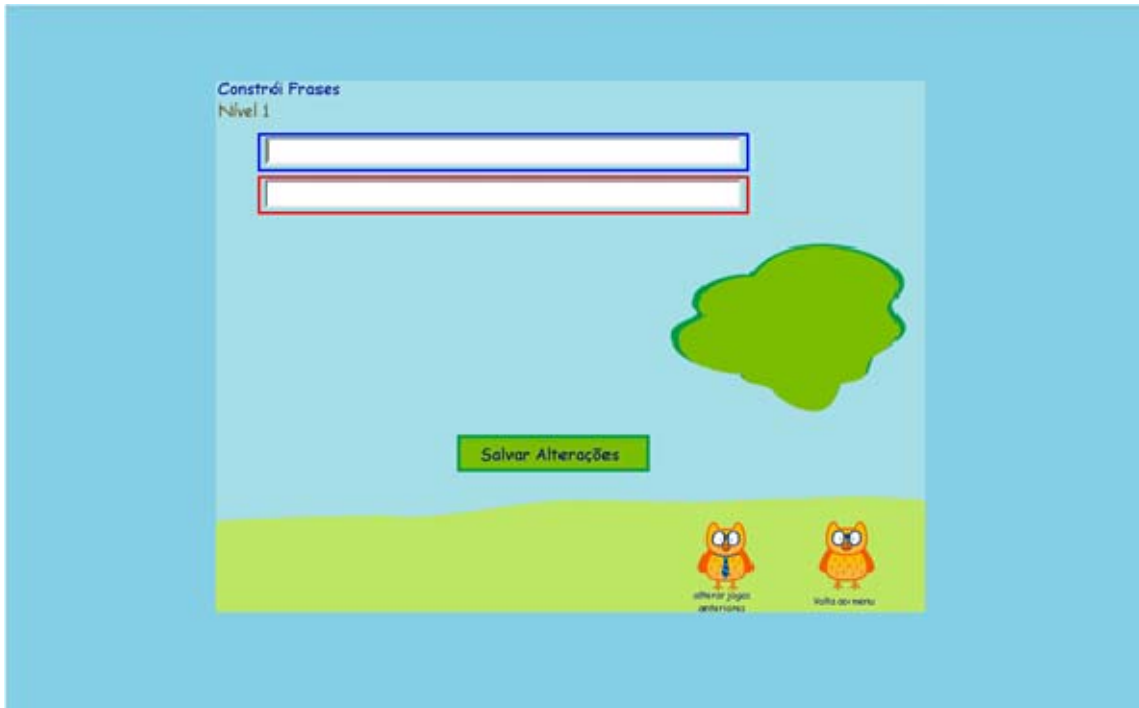 Constrói Frases
Nível 1
Salvar Alterações
alterar jogos
anteriores
Volta ao menu